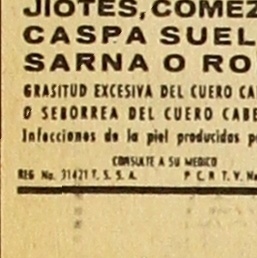 JIOTES, COMEZ
CASPA SUEL
SARNA O RO
GRASITUD EXCESIVA DEL CUERO CA
O SEBORREA DEL CUERO CABE
Infecciones de la piel producidas p
CONSULTE A SU MEDICO
REG No. 31421 T. S. S. A. P. C. R. T. V. No